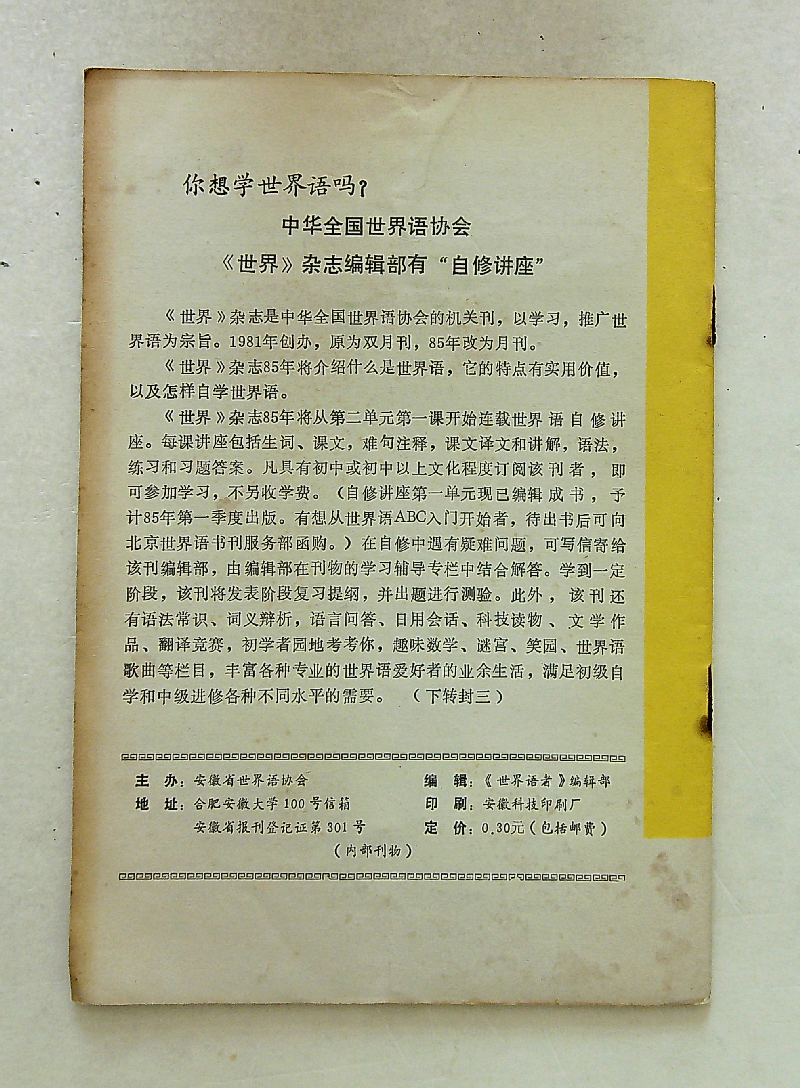 你想学世界语吗？
中华全国世界语协会
《世界》杂志编辑部有“自修讲座”
《世界》杂志是中华全国世界语协会的机关刊，以学习，推广世
界语为宗旨。1981年创办，原为双月刊，85年改为月刊。
《世界》杂志85年将介绍什么是世界语，它的特点有实用价值，
以及怎样自学世界语。
《世界》杂志85年将从第二单元第一课开始连载世界语自修讲
座。每课讲座包括生词、课文，难句注释，课文译文和讲解，语法，
练习和习题答案。凡具有初中或初中以上文化程度订阅该刊者，即
可参加学习，不另收学费。（自修讲座第一单元现已编辑成书，予
计85年第一季度出版。有想从世界语ABC入门开始者，待出书后可向
北京世界语书刊服务部函购。）在自修中遇有疑难问题，可写信寄给
该刊编辑部，由编辑部在刊物的学习辅导专栏中结合解答。学到一定
阶段，该刊将发表阶段复习提纲，并出题进行测验。此外，该刊还
有语法常识、词义辩析，语言问答、日用会话、科技读物、文学作
品、翻译竞赛，初学者园地考考你，趣味数学、谜宫、笑园、世界语
歌曲等栏目，丰富各种专业的世界语爱好者的业余生活，满足初级自
学和中级进修各种不同水平的需要。（下转封三）
主 办：安徽省世界语协会 编 辑：《世界语者》编辑部
地 址：合肥安徽大学100号信箱 印 刷：安徽科技印刷厂
安徽省报刊登记证第301号 定 价：0.30元（包括邮费）
（内部刊物）